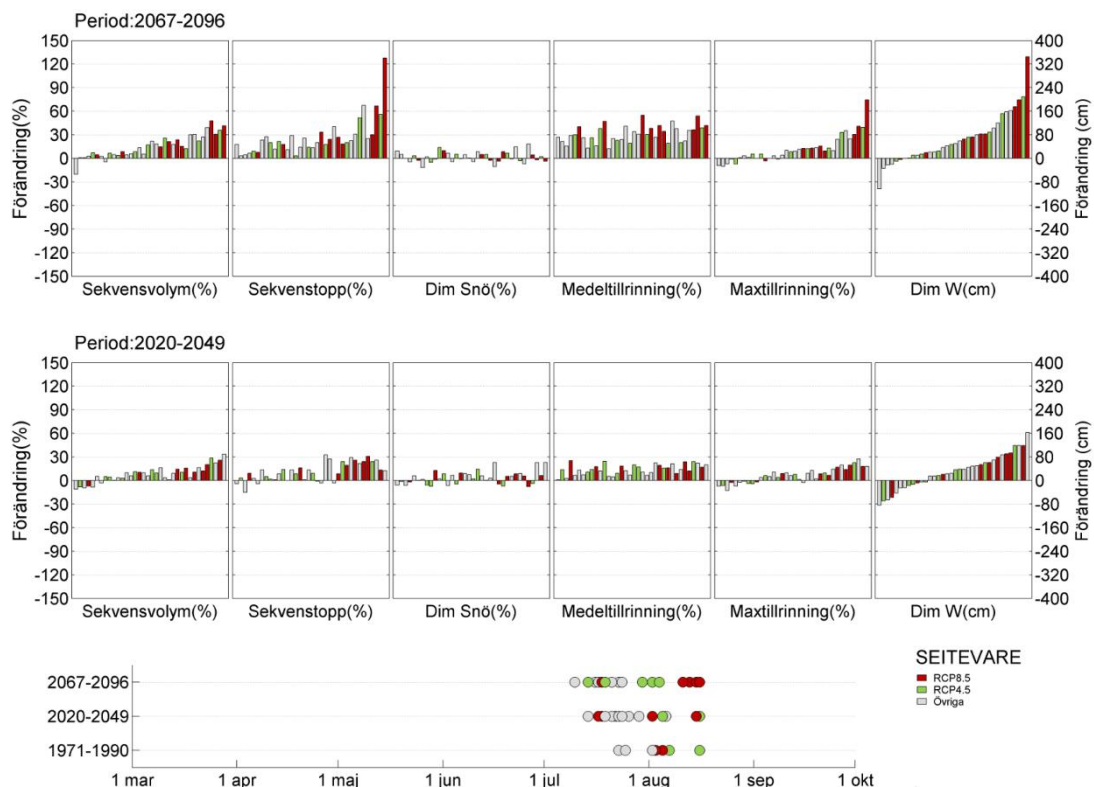 Period:2067-2096
150
120
90
60
30
0
-30
-60
-90
-120
-150
Förändring(%)
400
320
240
160
80
0
-80
-160
-240
-320
-400
Förändring (cm)
Sekvensvolym(%)
Sekvenstopp(%)
Dim Snö(%)
Medeltillrinning(%)
Maxtillrinning(%)
Dim W(cm)
Period:2020-2049
150
120
90
60
30
0
-30
-60
-90
-120
-150
Förändring(%)
400
320
240
160
80
0
-80
-160
-240
-320
-400
Förändring (cm)
Sekvensvolym(%)
Sekvenstopp(%)
Dim Snö(%)
Medeltillrinning(%)
Maxtillrinning(%)
Dim W(cm)
SEITEVARE
RCP8.5
RCP4.5
Övriga
2067-2096
2020-2049
1971-1990
1 mar
1 apr
1 maj
1 jun
1 jul
1 aug
1 sep
1 okt